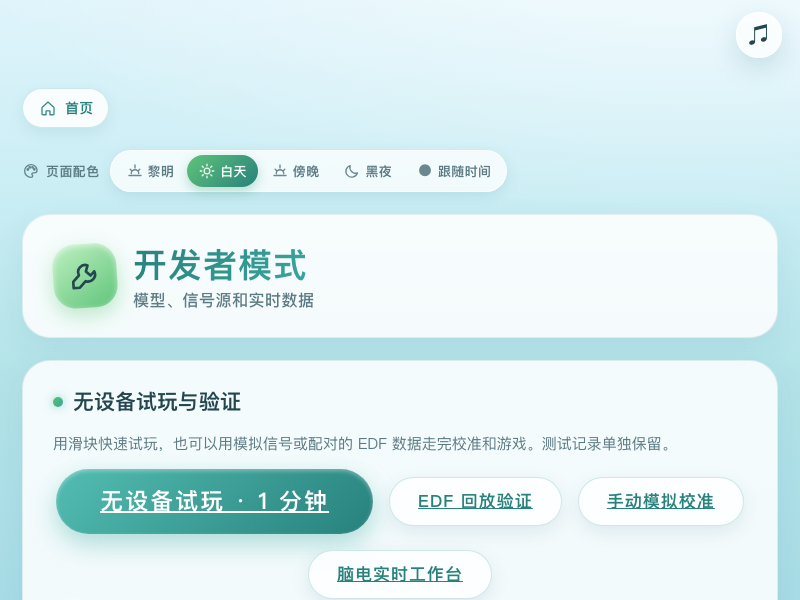 首页
页面配色 黎明 白天 傍晚 黑夜 跟随时间
开发者模式
模型、信号源和实时数据
无设备试玩与验证
用滑块快速试玩，也可以用模拟信号或配对的 EDF 数据走完校准和游戏。测试记录单独保留。
无设备试玩 · 1 分钟 EDF 回放验证 手动模拟校准
脑电实时工作台